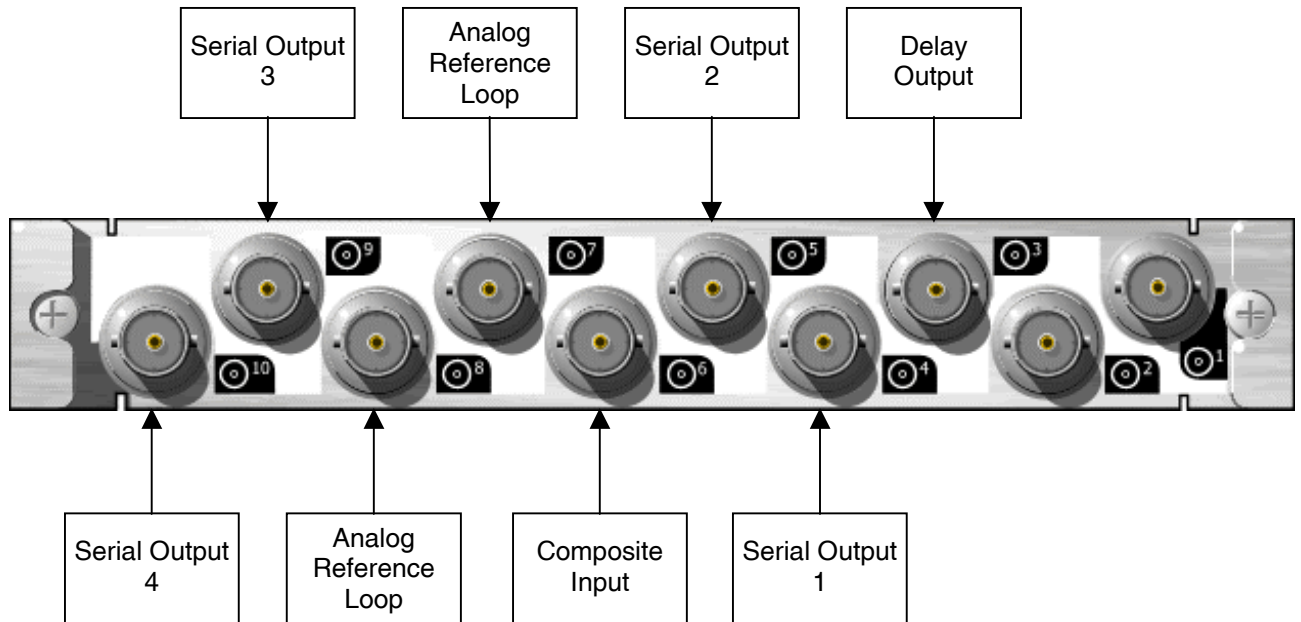 Serial Output
3
Analog
Reference
Loop
Serial Output
2
Delay
Output
9
7
5
3
10
8
6
4
2
1
Serial Output
4
Analog
Reference
Loop
Composite
Input
Serial Output
1